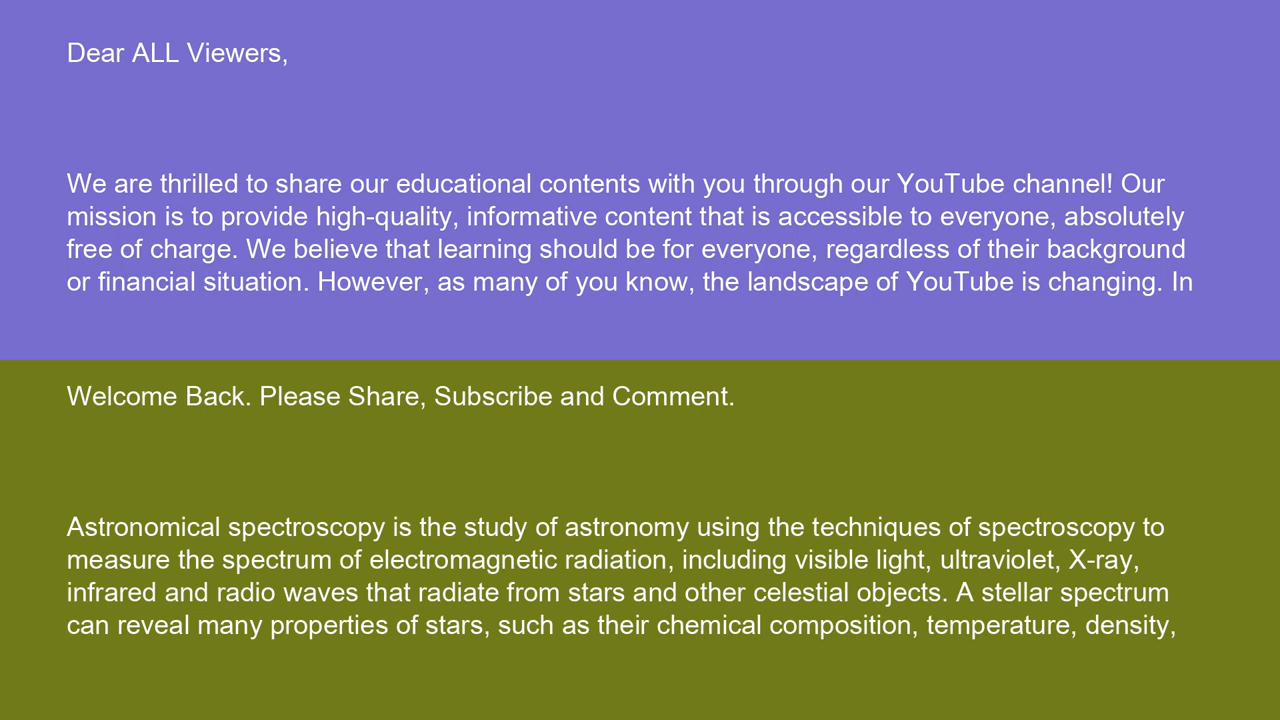 Dear ALL Viewers,
We are thrilled to share our educational contents with you through our YouTube channel! Our
mission is to provide high-quality, informative content that is accessible to everyone, absolutely
free of charge. We believe that learning should be for everyone, regardless of their background
or financial situation. However, as many of you know, the landscape of YouTube is changing. In
Welcome Back. Please Share, Subscribe and Comment.
Astronomical spectroscopy is the study of astronomy using the techniques of spectroscopy to
measure the spectrum of electromagnetic radiation, including visible light, ultraviolet, X-ray,
infrared and radio waves that radiate from stars and other celestial objects. A stellar spectrum
can reveal many properties of stars, such as their chemical composition, temperature, density,